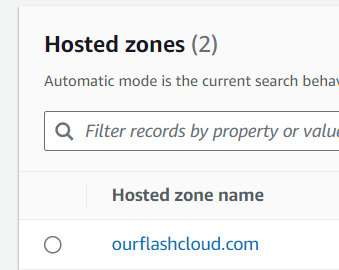 Hosted zones (2)
Automatic mode is the current search beha
Filter records by property or value
Hosted zone name
ourflashcloud.com